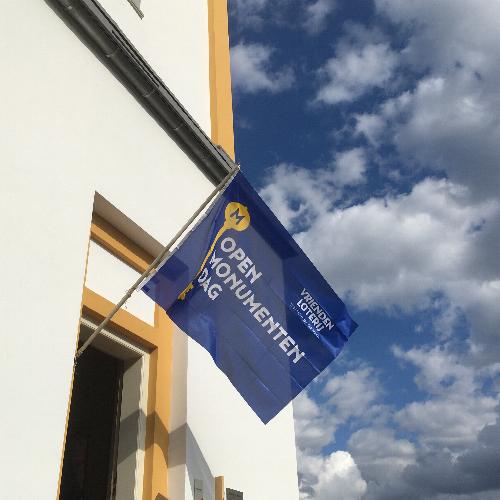 M
OPEN
MONUMENTEN
DAG
VRIENDEN
LOTERIJ